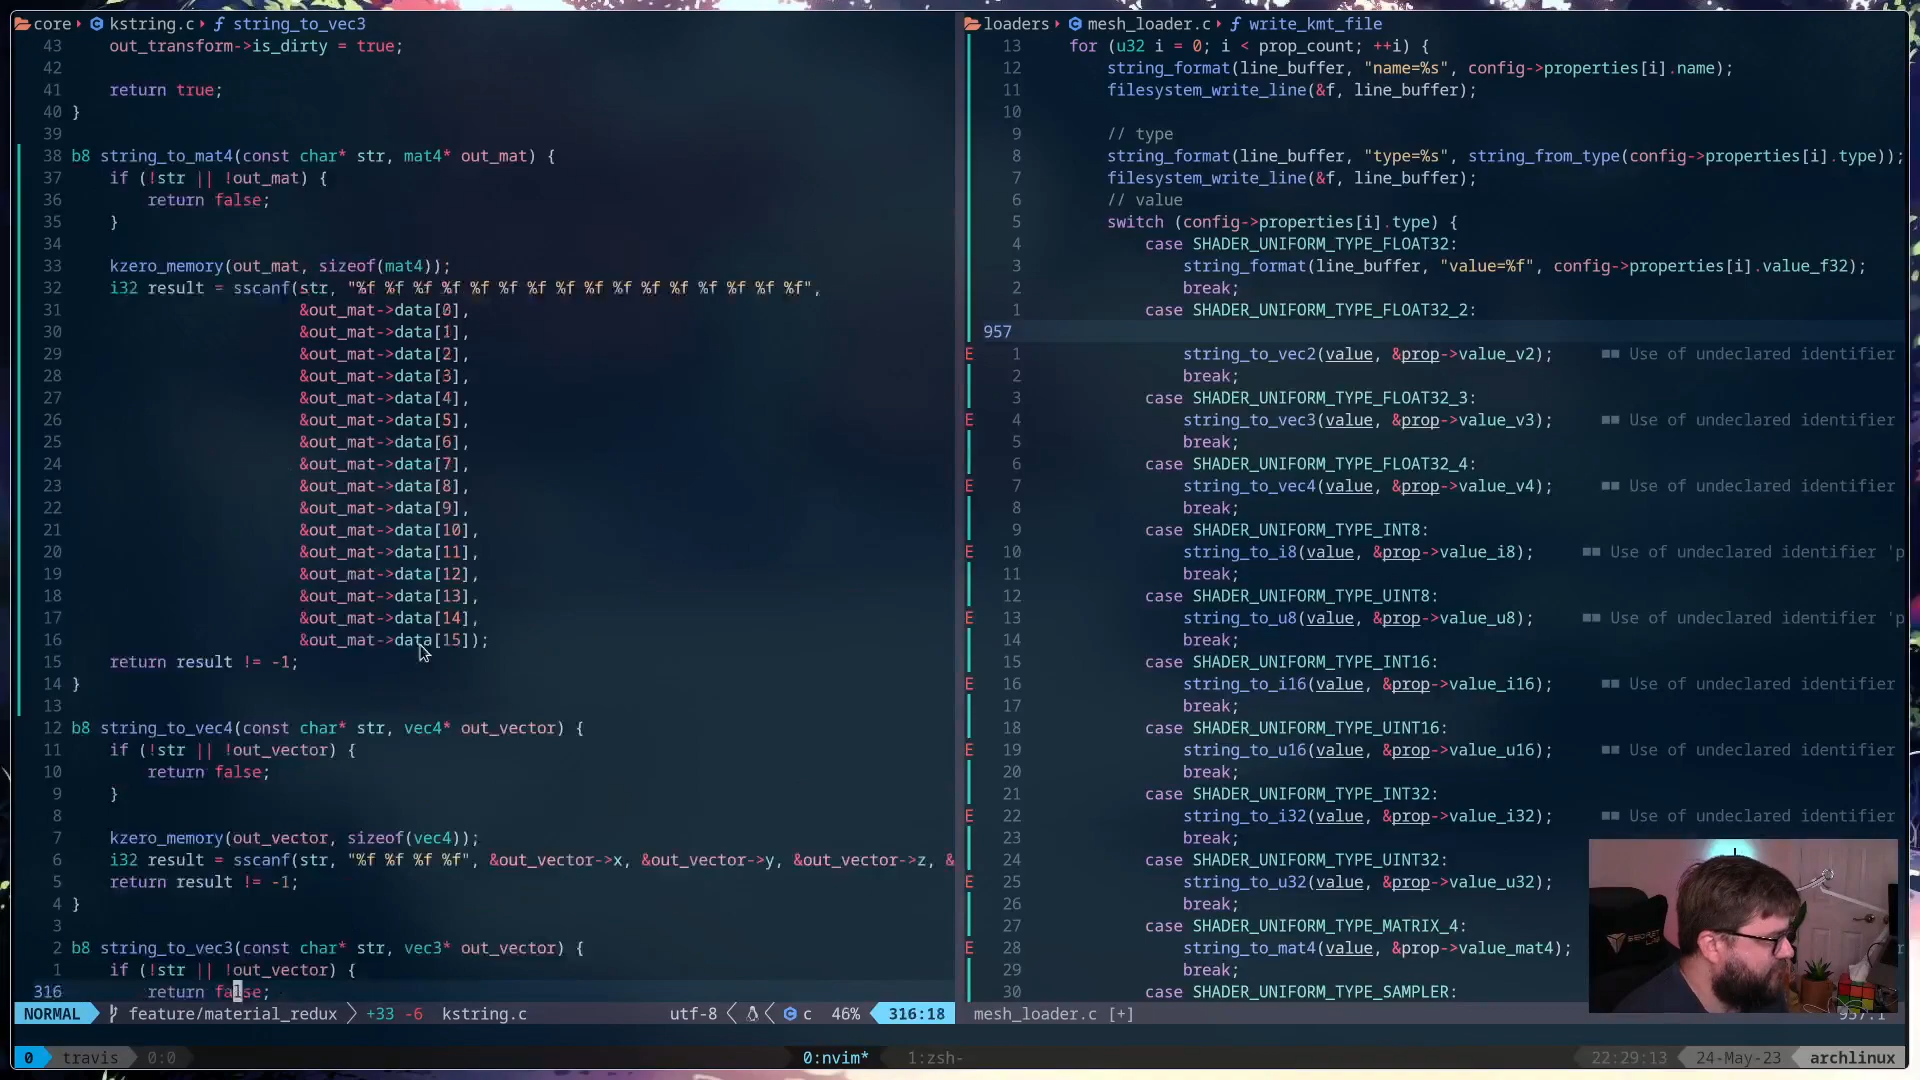 core › kstring.c › string_to_vec3
43 out_transform->is_dirty = true;
42
41 return true;
40 }
39
38 b8 string_to_mat4(const char* str, mat4* out_mat) {
37 if (!str || !out_mat) {
36 return false;
35 }
34
33 kzero_memory(out_mat, sizeof(mat4));
32 i32 result = sscanf(str, "%f %f %f %f %f %f %f %f %f %f %f %f %f %f %f %f",
31 &out_mat->data[0],
30 &out_mat->data[1],
29 &out_mat->data[2],
28 &out_mat->data[3],
27 &out_mat->data[4],
26 &out_mat->data[5],
25 &out_mat->data[6],
24 &out_mat->data[7],
23 &out_mat->data[8],
22 &out_mat->data[9],
21 &out_mat->data[10],
20 &out_mat->data[11],
19 &out_mat->data[12],
18 &out_mat->data[13],
17 &out_mat->data[14],
16 &out_mat->data[15]);
15 return result != -1;
14 }
13
12 b8 string_to_vec4(const char* str, vec4* out_vector) {
11 if (!str || !out_vector) {
10 return false;
9 }
8
7 kzero_memory(out_vector, sizeof(vec4));
6 i32 result = sscanf(str, "%f %f %f %f", &out_vector->x, &out_vector->y, &out_vector->z, &
5 return result != -1;
4 }
3
2 b8 string_to_vec3(const char* str, vec3* out_vector) {
1 if (!str || !out_vector) {
316 return false;
NORMAL feature/material_redux +33 -6 kstring.c utf-8 c 46% 316:18
loaders › mesh_loader.c › write_kmt_file
13 for (u32 i = 0; i < prop_count; ++i) {
12 string_format(line_buffer, "name=%s", config->properties[i].name);
11 filesystem_write_line(&f, line_buffer);
10
9 // type
8 string_format(line_buffer, "type=%s", string_from_type(config->properties[i].type));
7 filesystem_write_line(&f, line_buffer);
6 // value
5 switch (config->properties[i].type) {
4 case SHADER_UNIFORM_TYPE_FLOAT32:
3 string_format(line_buffer, "value=%f", config->properties[i].value_f32);
2 break;
1 case SHADER_UNIFORM_TYPE_FLOAT32_2:
957
E 1 string_to_vec2(value, &prop->value_v2); ■■ Use of undeclared identifier
2 break;
3 case SHADER_UNIFORM_TYPE_FLOAT32_3:
E 4 string_to_vec3(value, &prop->value_v3); ■■ Use of undeclared identifier
5 break;
6 case SHADER_UNIFORM_TYPE_FLOAT32_4:
E 7 string_to_vec4(value, &prop->value_v4); ■■ Use of undeclared identifier
8 break;
9 case SHADER_UNIFORM_TYPE_INT8:
E 10 string_to_i8(value, &prop->value_i8); ■■ Use of undeclared identifier 'p
11 break;
12 case SHADER_UNIFORM_TYPE_UINT8:
E 13 string_to_u8(value, &prop->value_u8); ■■ Use of undeclared identifier 'p
14 break;
15 case SHADER_UNIFORM_TYPE_INT16:
E 16 string_to_i16(value, &prop->value_i16); ■■ Use of undeclared identifier
17 break;
18 case SHADER_UNIFORM_TYPE_UINT16:
E 19 string_to_u16(value, &prop->value_u16); ■■ Use of undeclared identifier
20 break;
21 case SHADER_UNIFORM_TYPE_INT32:
E 22 string_to_i32(value, &prop->value_i32); ■■ Use of undeclared identifier
23 break;
24 case SHADER_UNIFORM_TYPE_UINT32:
E 25 string_to_u32(value, &prop->value_u32);
26 break;
27 case SHADER_UNIFORM_TYPE_MATRIX_4:
E 28 string_to_mat4(value, &prop->value_mat4);
29 break;
30 case SHADER_UNIFORM_TYPE_SAMPLER:
mesh_loader.c [+] 957:1
0 travis 0:0 0:nvim* 1:zsh- 22:29:13 24-May-23 archlinux